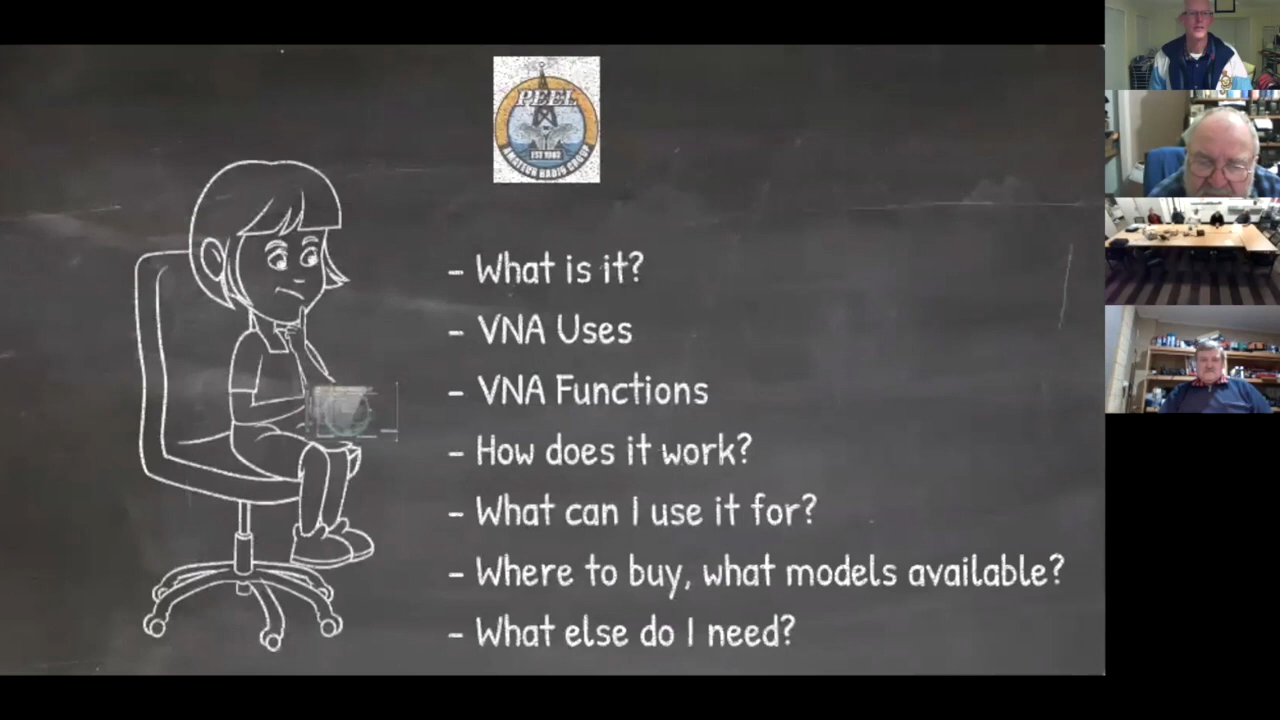 PEEL
EST 1982
AMATEUR RADIO GROUP
- What is it?
- VNA Uses
- VNA Functions
- How does it work?
- What can I use it for?
- Where to buy, what models available?
- What else do I need?